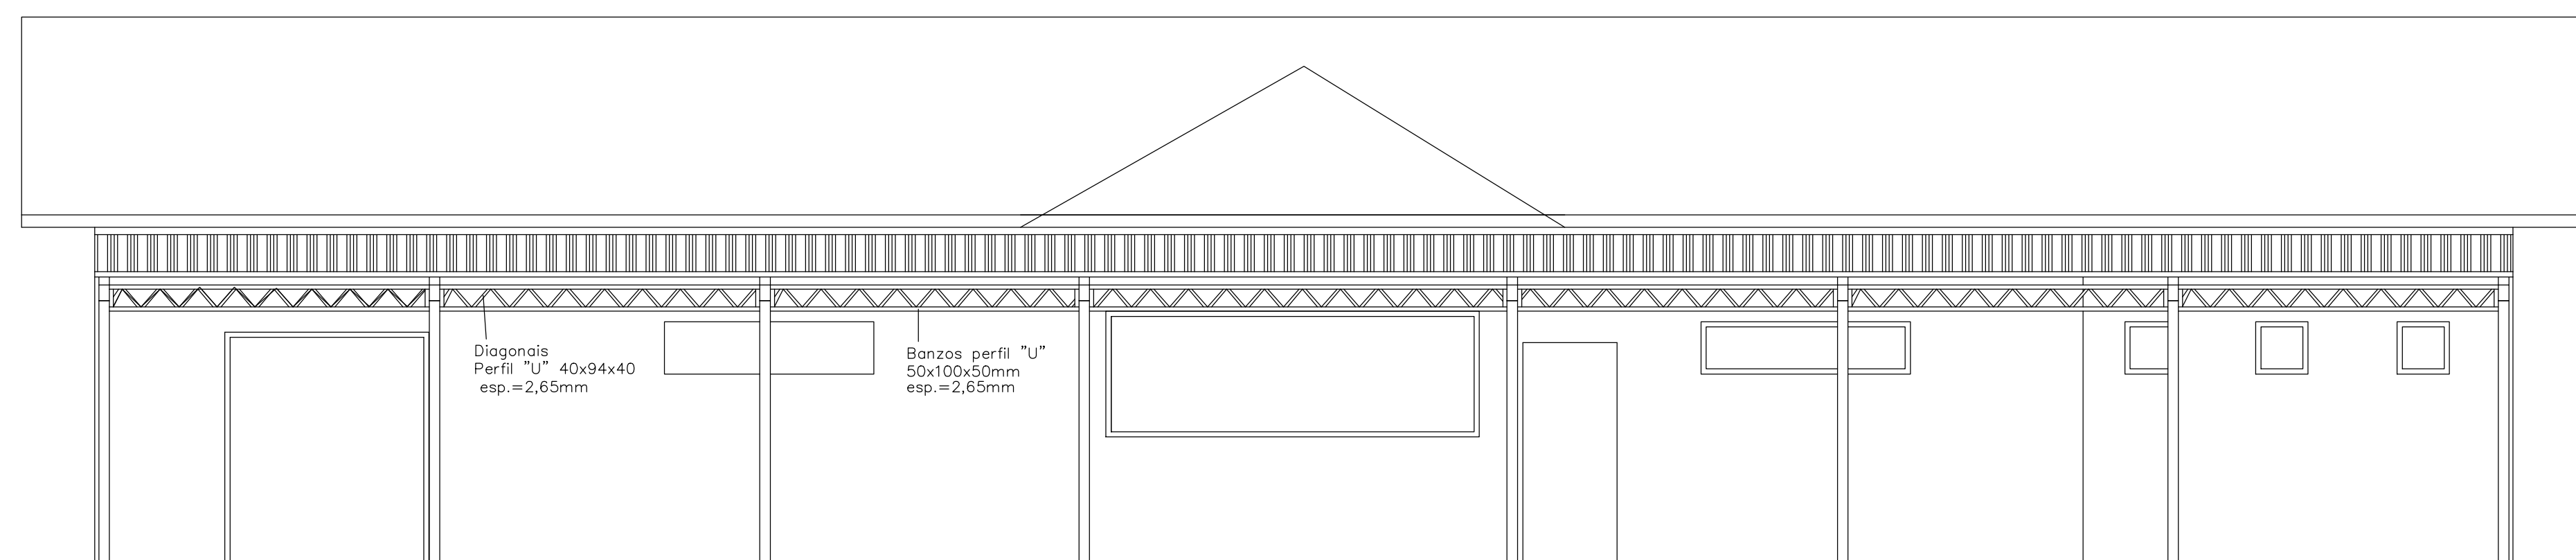 Diagonais
Perfil "U" 40x94x40
esp.=2,65mm
Banzos perfil "U"
50x100x50mm
esp.=2,65mm